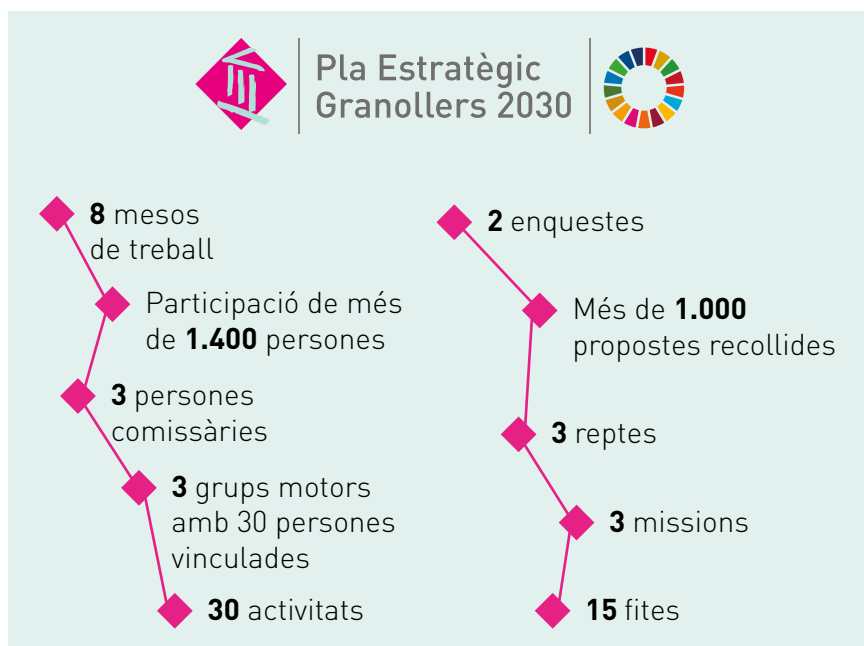 Pla Estratègic
Granollers 2030
8 mesos
de treball
Participació de més
de 1.400 persones
3 persones
comissàries
3 grups motors
amb 30 persones
vinculades
30 activitats
2 enquestes
Més de 1.000
propostes recollides
3 reptes
3 missions
15 fites